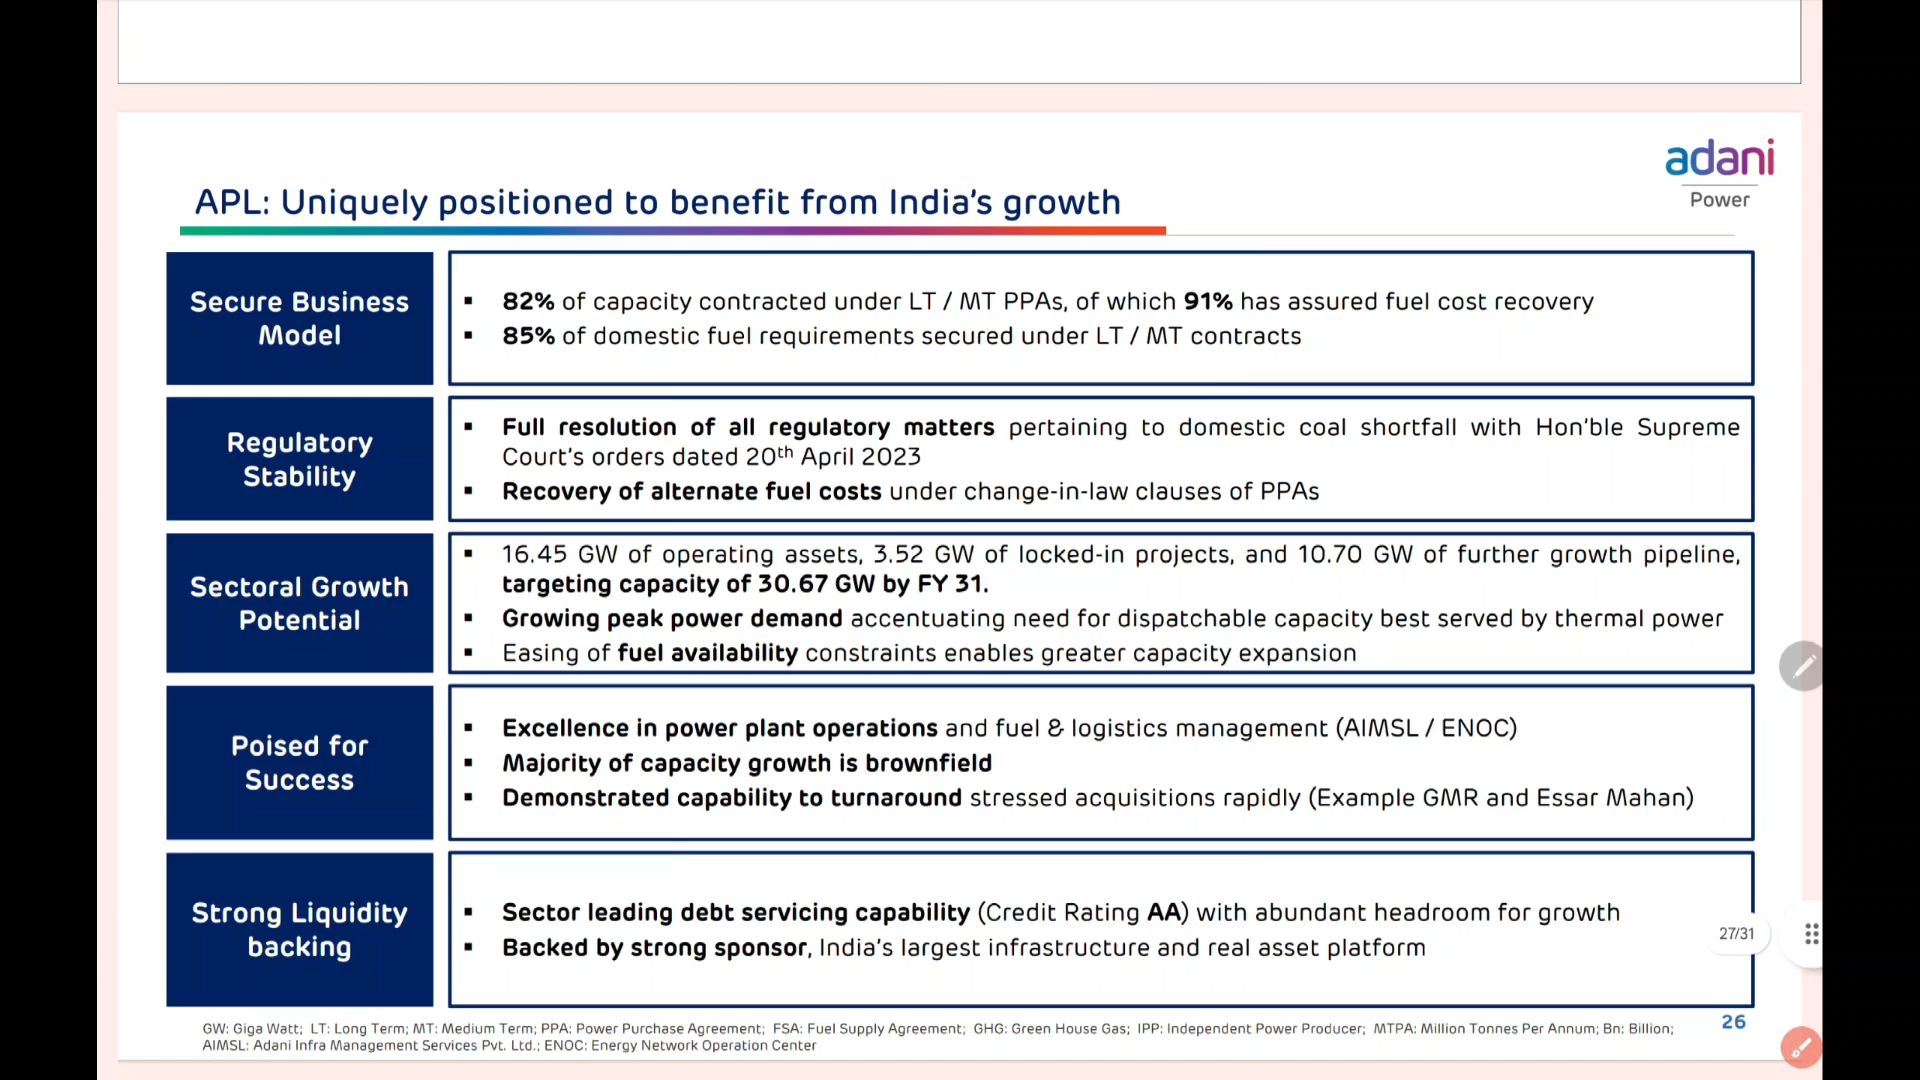 adani
Power
APL: Uniquely positioned to benefit from India’s growth
Secure Business
Model
▪ 82% of capacity contracted under LT / MT PPAs, of which 91% has assured fuel cost recovery
▪ 85% of domestic fuel requirements secured under LT / MT contracts
Regulatory
Stability
▪ Full resolution of all regulatory matters pertaining to domestic coal shortfall with Hon’ble Supreme
Court’s orders dated 20th April 2023
▪ Recovery of alternate fuel costs under change-in-law clauses of PPAs
Sectoral Growth
Potential
▪ 16.45 GW of operating assets, 3.52 GW of locked-in projects, and 10.70 GW of further growth pipeline,
targeting capacity of 30.67 GW by FY 31.
▪ Growing peak power demand accentuating need for dispatchable capacity best served by thermal power
▪ Easing of fuel availability constraints enables greater capacity expansion
Poised for
Success
▪ Excellence in power plant operations and fuel & logistics management (AIMSL / ENOC)
▪ Majority of capacity growth is brownfield
▪ Demonstrated capability to turnaround stressed acquisitions rapidly (Example GMR and Essar Mahan)
Strong Liquidity
backing
▪ Sector leading debt servicing capability (Credit Rating AA) with abundant headroom for growth
▪ Backed by strong sponsor, India’s largest infrastructure and real asset platform
27/31
GW: Giga Watt; LT: Long Term; MT: Medium Term; PPA: Power Purchase Agreement; FSA: Fuel Supply Agreement; GHG: Green House Gas; IPP: Independent Power Producer; MTPA: Million Tonnes Per Annum; Bn: Billion;
AIMSL: Adani Infra Management Services Pvt. Ltd.; ENOC: Energy Network Operation Center
26